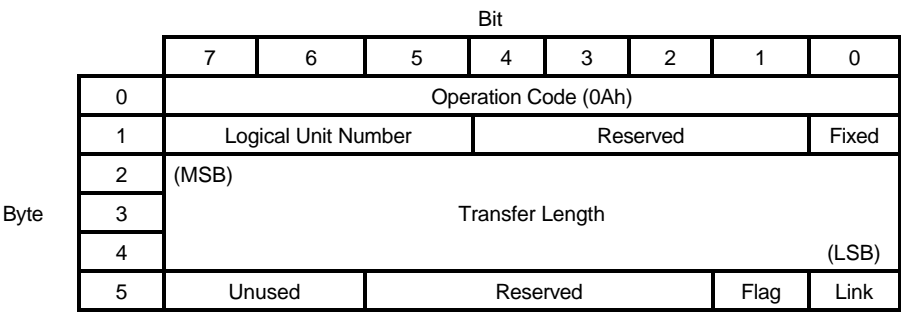 Bit
7 6 5 4 3 2 1 0
0 Operation Code (0Ah)
1 Logical Unit Number Reserved Fixed
2 (MSB)
Byte 3 Transfer Length
4 (LSB)
5 Unused Reserved Flag Link